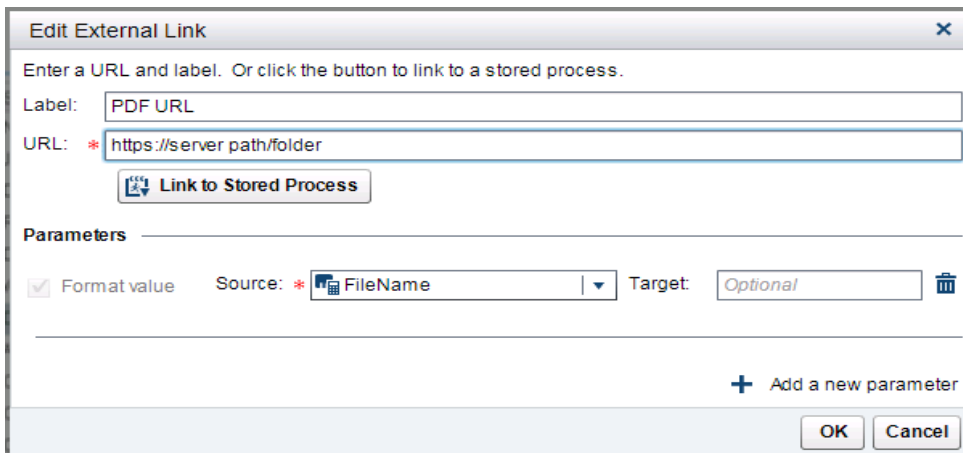 Edit External Link
Enter a URL and label. Or click the button to link to a stored process.
Label: PDF URL
URL: * https://server path/folder
Link to Stored Process
Parameters
Format value Source: * FileName Target: Optional
+ Add a new parameter
OK Cancel